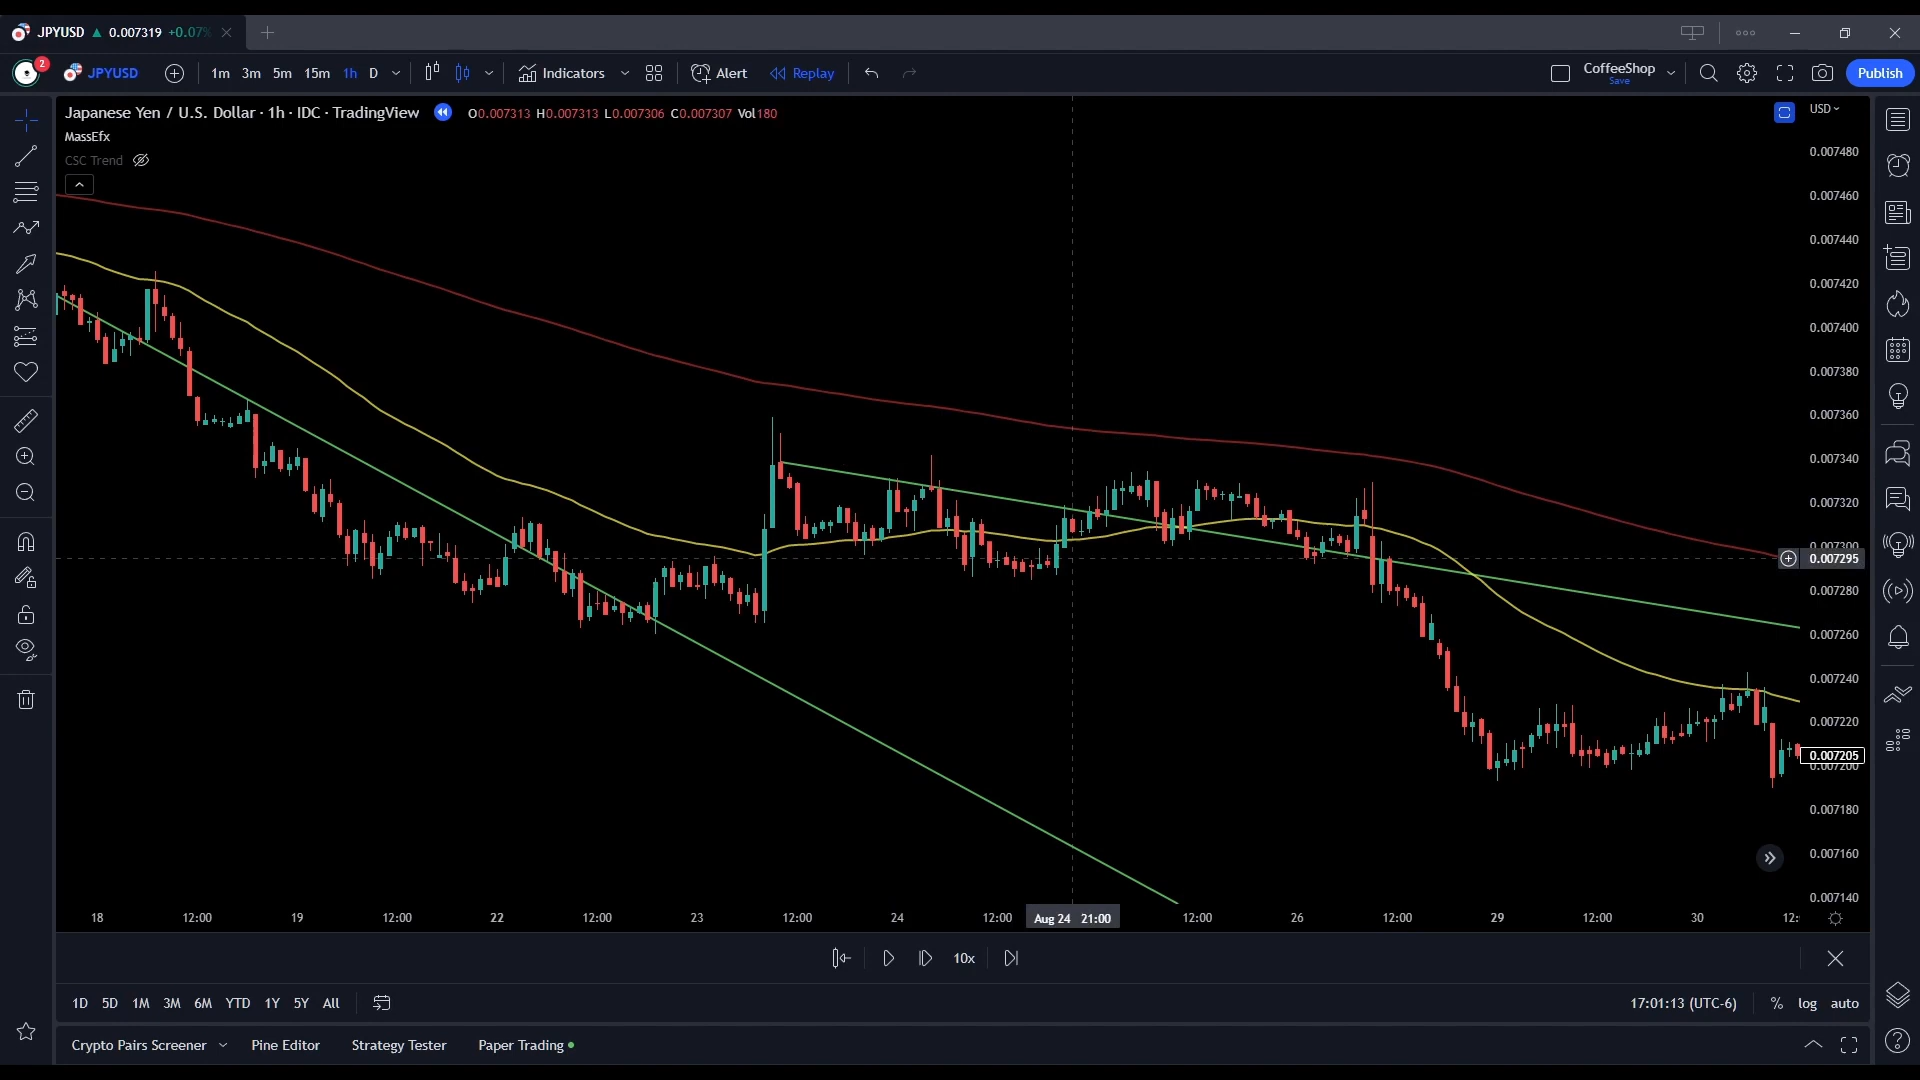 JPYUSD ▲ 0.007319 +0.07%
2 JPYUSD 1m 3m 5m 15m 1h D Indicators Alert Replay CoffeeShop Save Publish
Japanese Yen / U.S. Dollar · 1h · IDC · TradingView O0.007313 H0.007313 L0.007306 C0.007307 Vol180 USD
MassEfx
CSC Trend
0.007480
0.007460
0.007440
0.007420
0.007400
0.007380
0.007360
0.007340
0.007320
0.007300
0.007295
0.007280
0.007260
0.007240
0.007220
0.007205
0.007200
0.007180
0.007160
0.007140
18 12:00 19 12:00 22 12:00 23 12:00 24 12:00 Aug 24 21:00 12:00 26 12:00 29 12:00 30 12:
10x
1D 5D 1M 3M 6M YTD 1Y 5Y All 17:01:13 (UTC-6) % log auto
Crypto Pairs Screener Pine Editor Strategy Tester Paper Trading